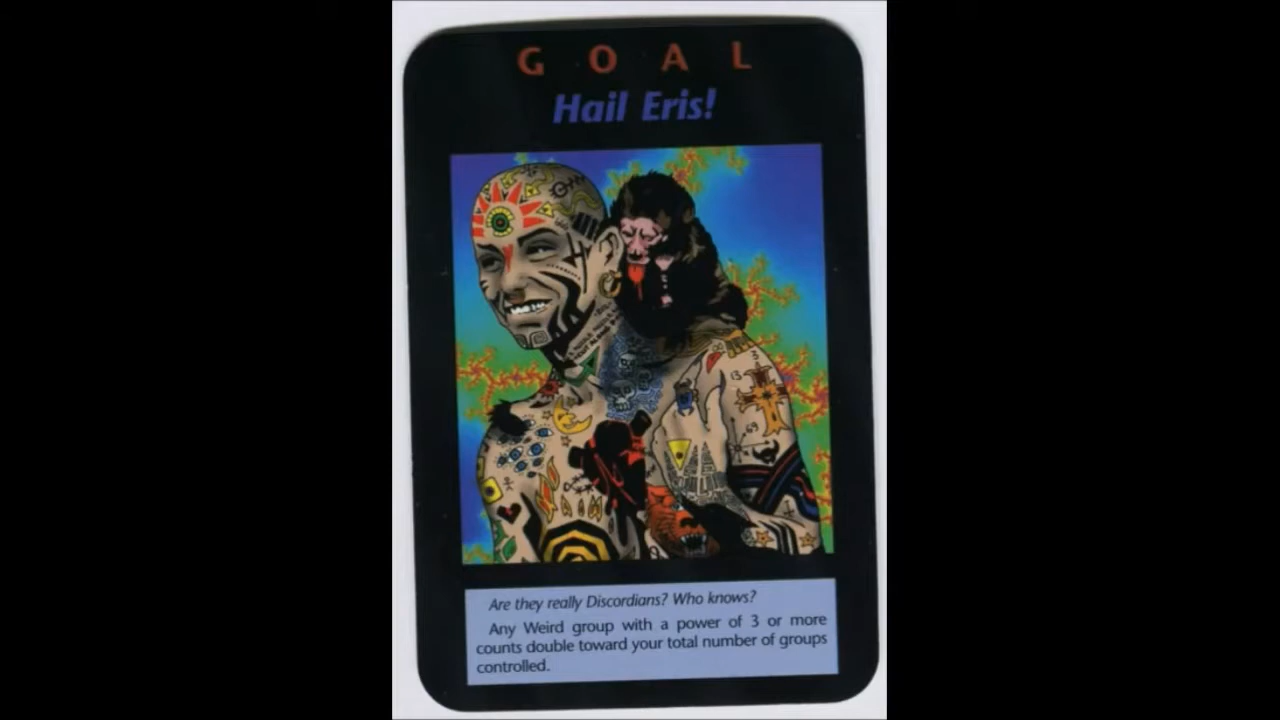 GOAL
Hail Eris!
Are they really Discordians? Who knows?
Any Weird group with a power of 3 or more
counts double toward your total number of groups
controlled.